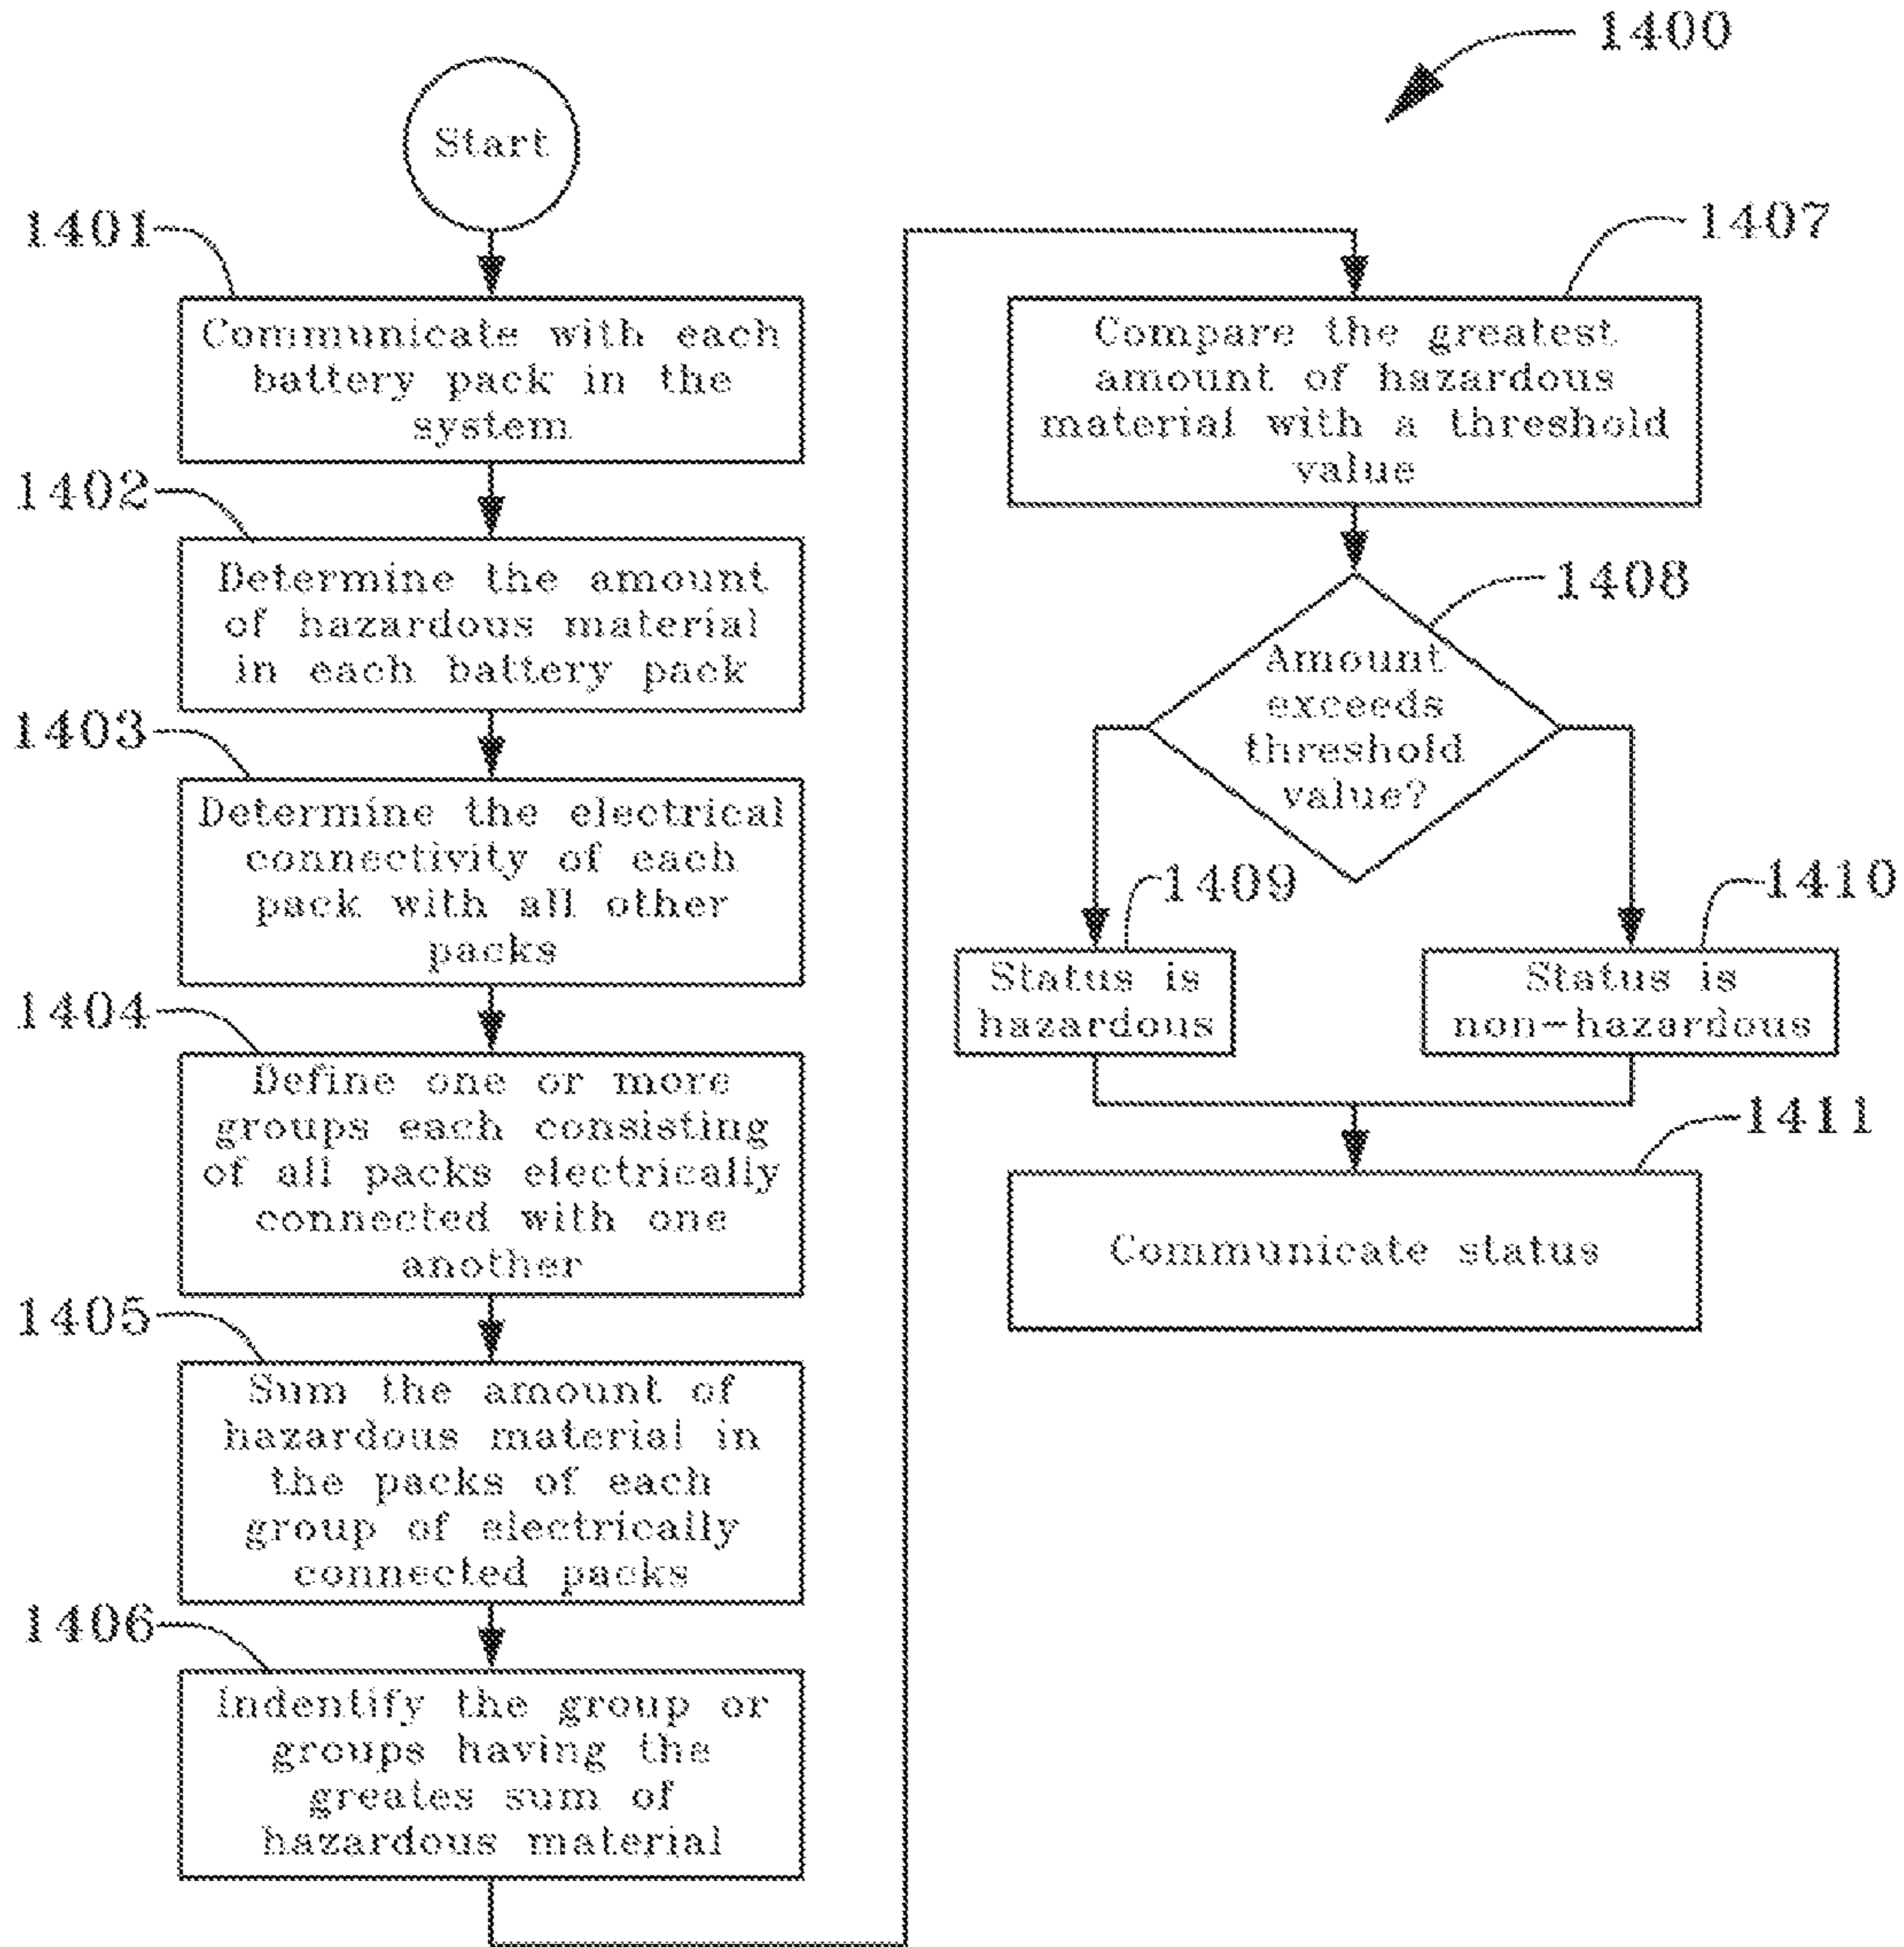 1400
Start
1401
Communicate with each
battery pack in the
system
1402
Determine the amount
of hazardous material
in each battery pack
1403
Determine the electrical
connectivity of each
pack with all other
packs
1404
Define one or more
groups each consisting
of all packs electrically
connected with one
another
1405
Sum the amount of
hazardous material in
the packs of each
group of electrically
connected packs
1406
Indentify the group or
groups having the
greates sum of
hazardous material
1407
Compare the greatest
amount of hazardous
material with a threshold
value
1408
Amount
exceeds
threshold
value?
1409
Status is
hazardous
1410
Status is
non-hazardous
1411
Communicate status